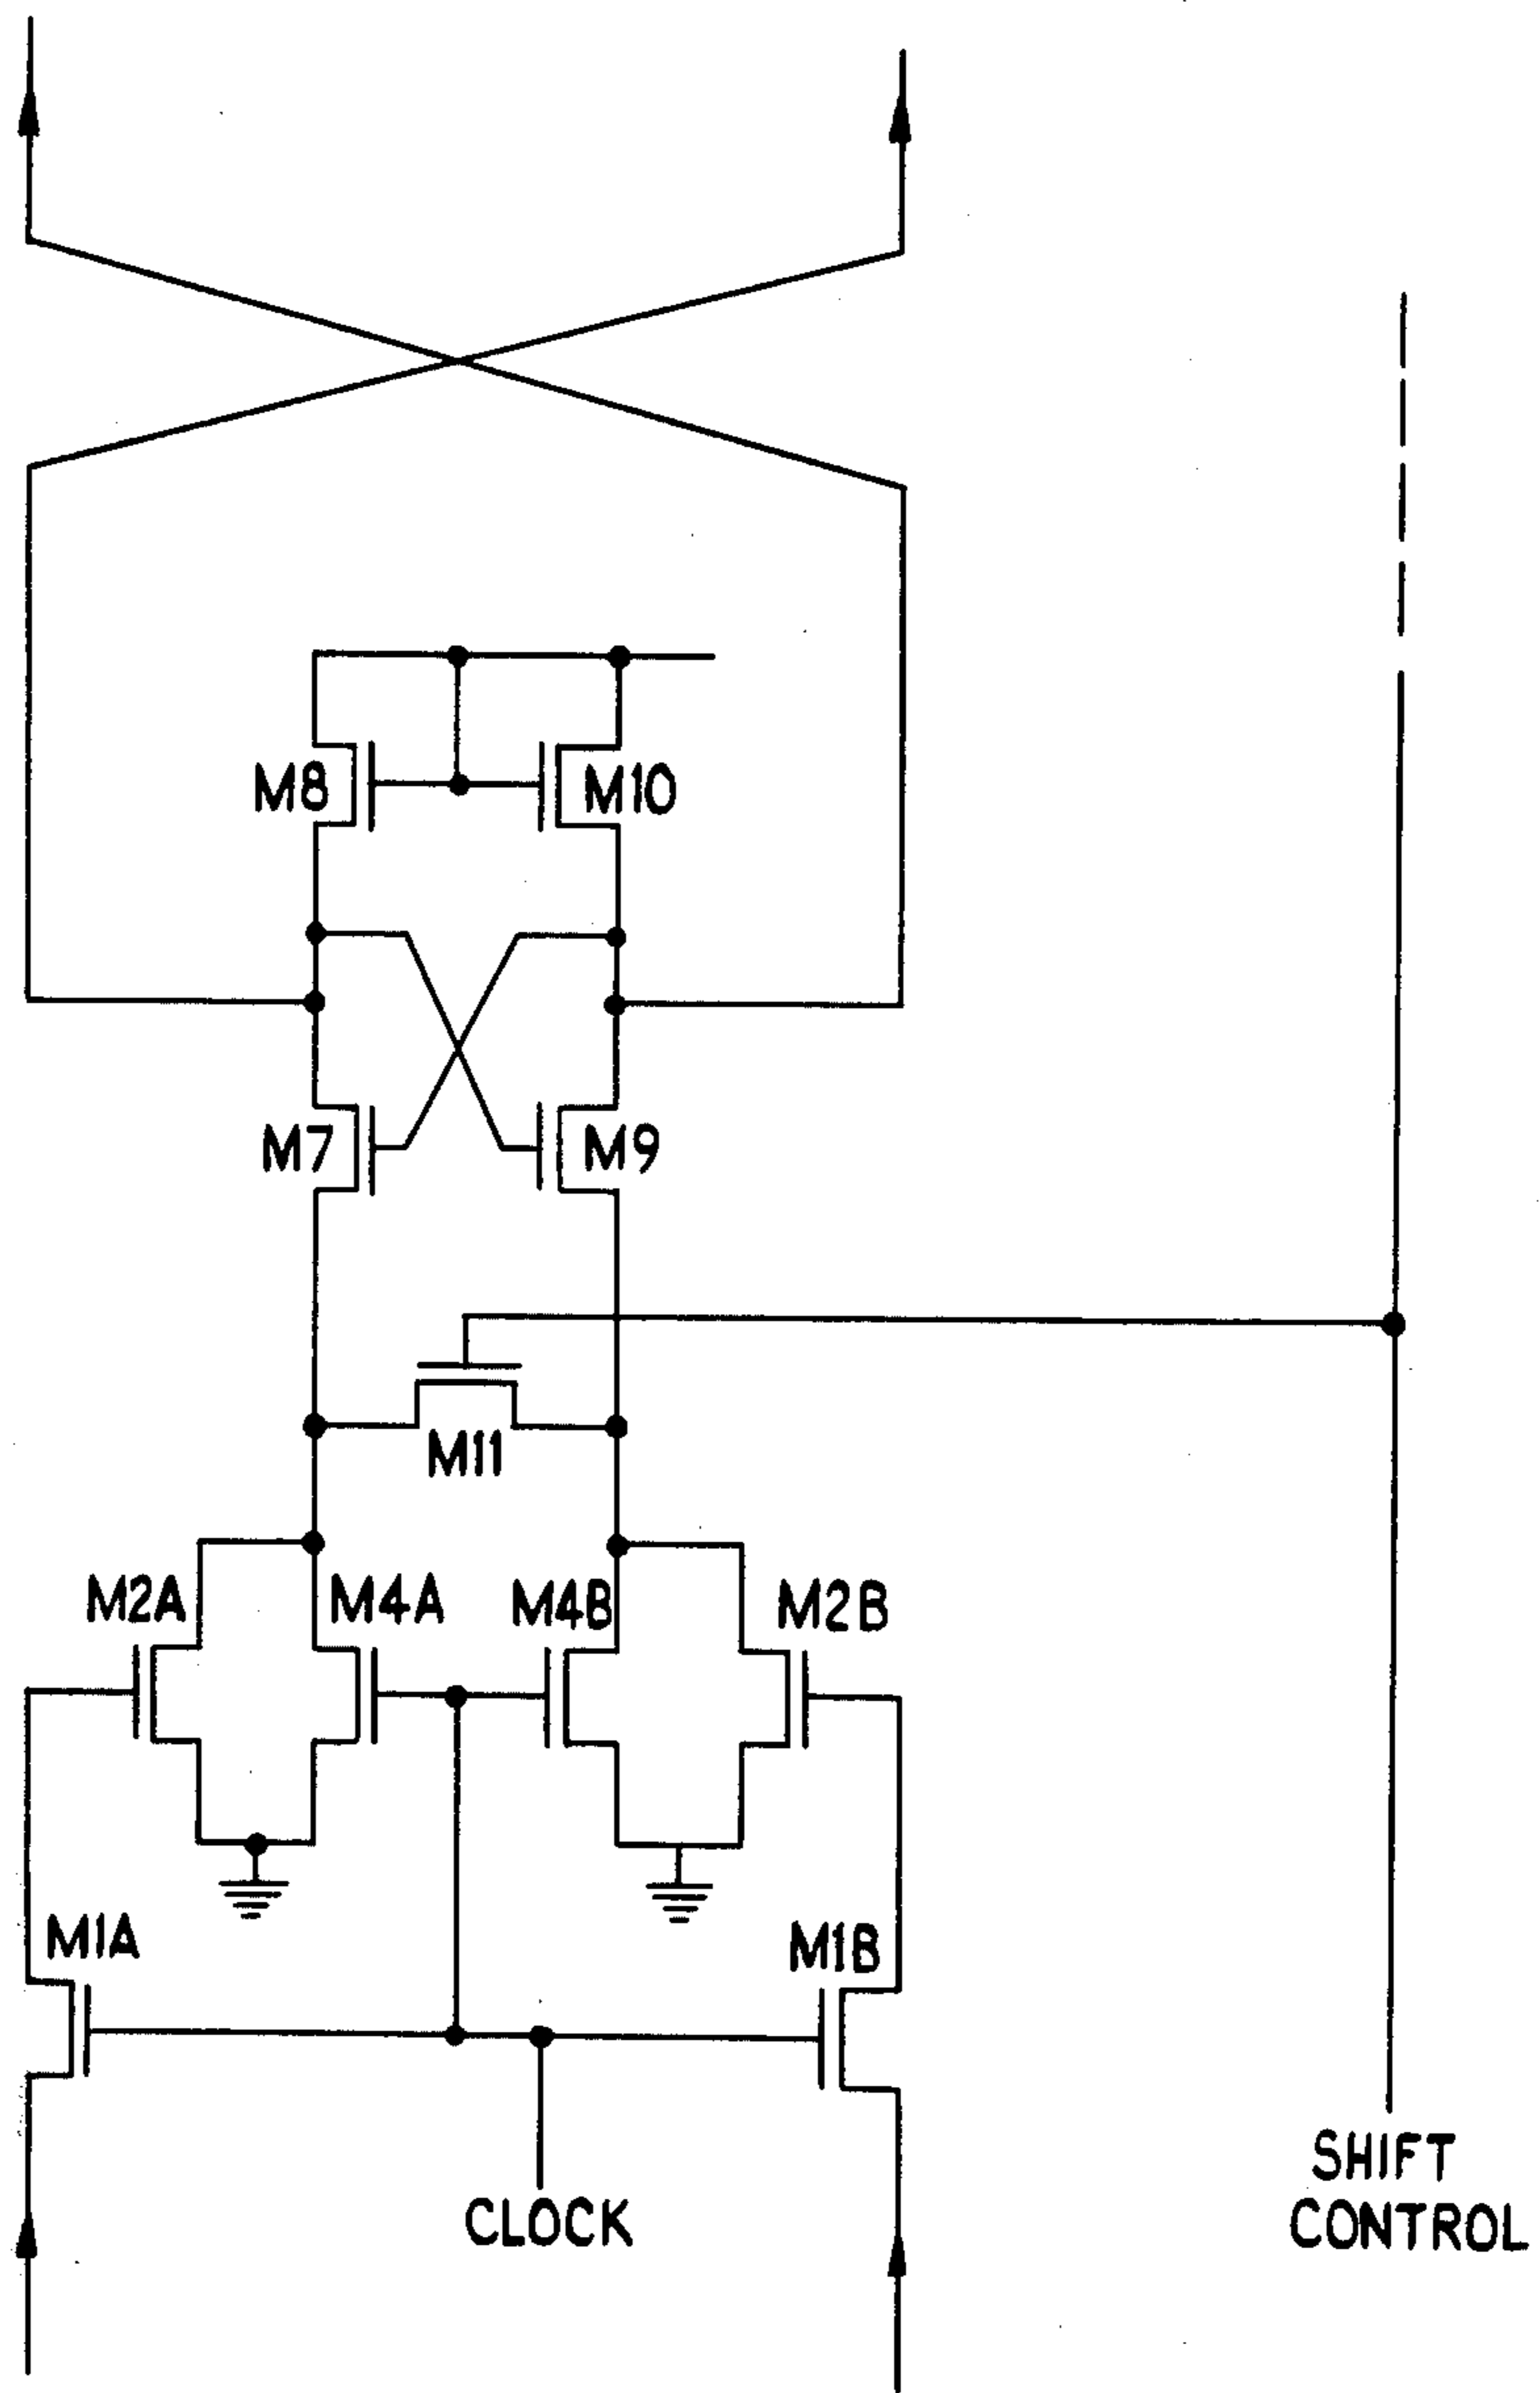 M8
M10
M7
M9
M11
M2A
M4A
M4B
M2B
M1A
M1B
CLOCK
SHIFT
CONTROL